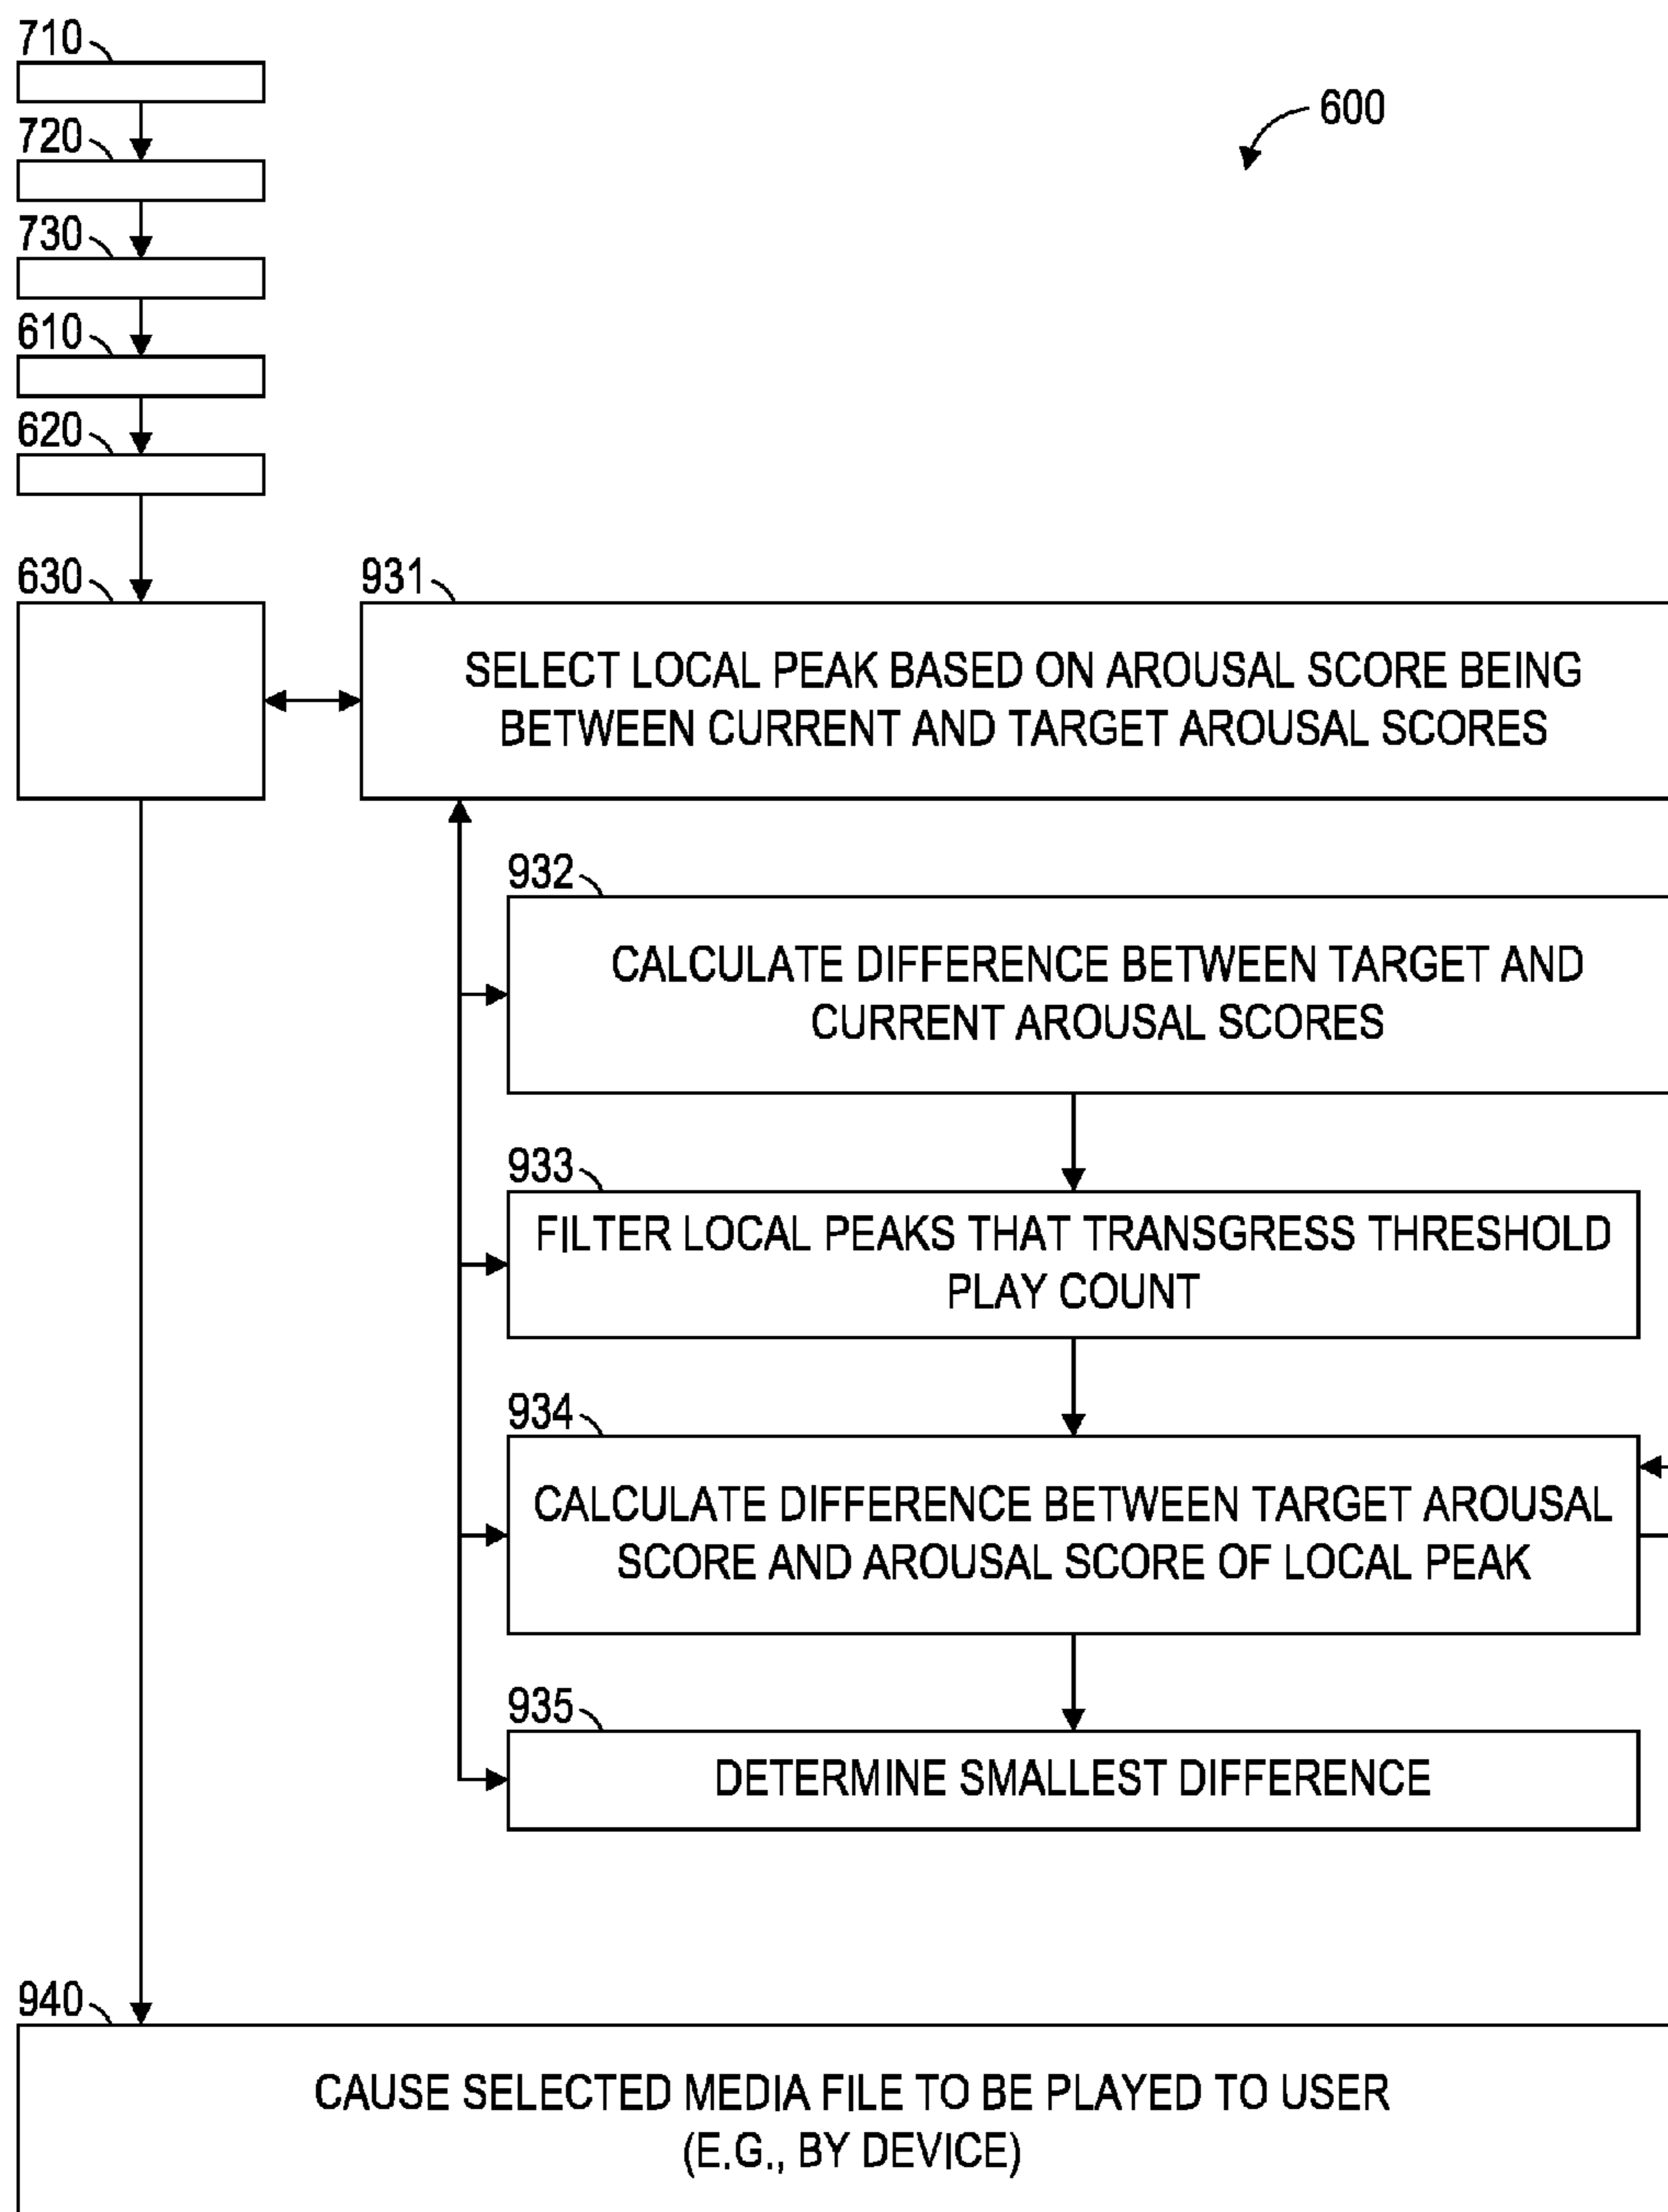 710
600
720
730
610
620
630
931
SELECT LOCAL PEAK BASED ON AROUSAL SCORE BEING
BETWEEN CURRENT AND TARGET AROUSAL SCORES
932
CALCULATE DIFFERENCE BETWEEN TARGET AND
CURRENT AROUSAL SCORES
933
FILTER LOCAL PEAKS THAT TRANSGRESS THRESHOLD
PLAY COUNT
934
CALCULATE DIFFERENCE BETWEEN TARGET AROUSAL
SCORE AND AROUSAL SCORE OF LOCAL PEAK
935
DETERMINE SMALLEST DIFFERENCE
940
CAUSE SELECTED MEDIA FILE TO BE PLAYED TO USER
(E.G., BY DEVICE)